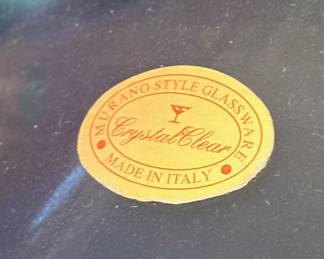 MURANO-STYLE GLASSWARE
Crystal Clear
MADE IN ITALY